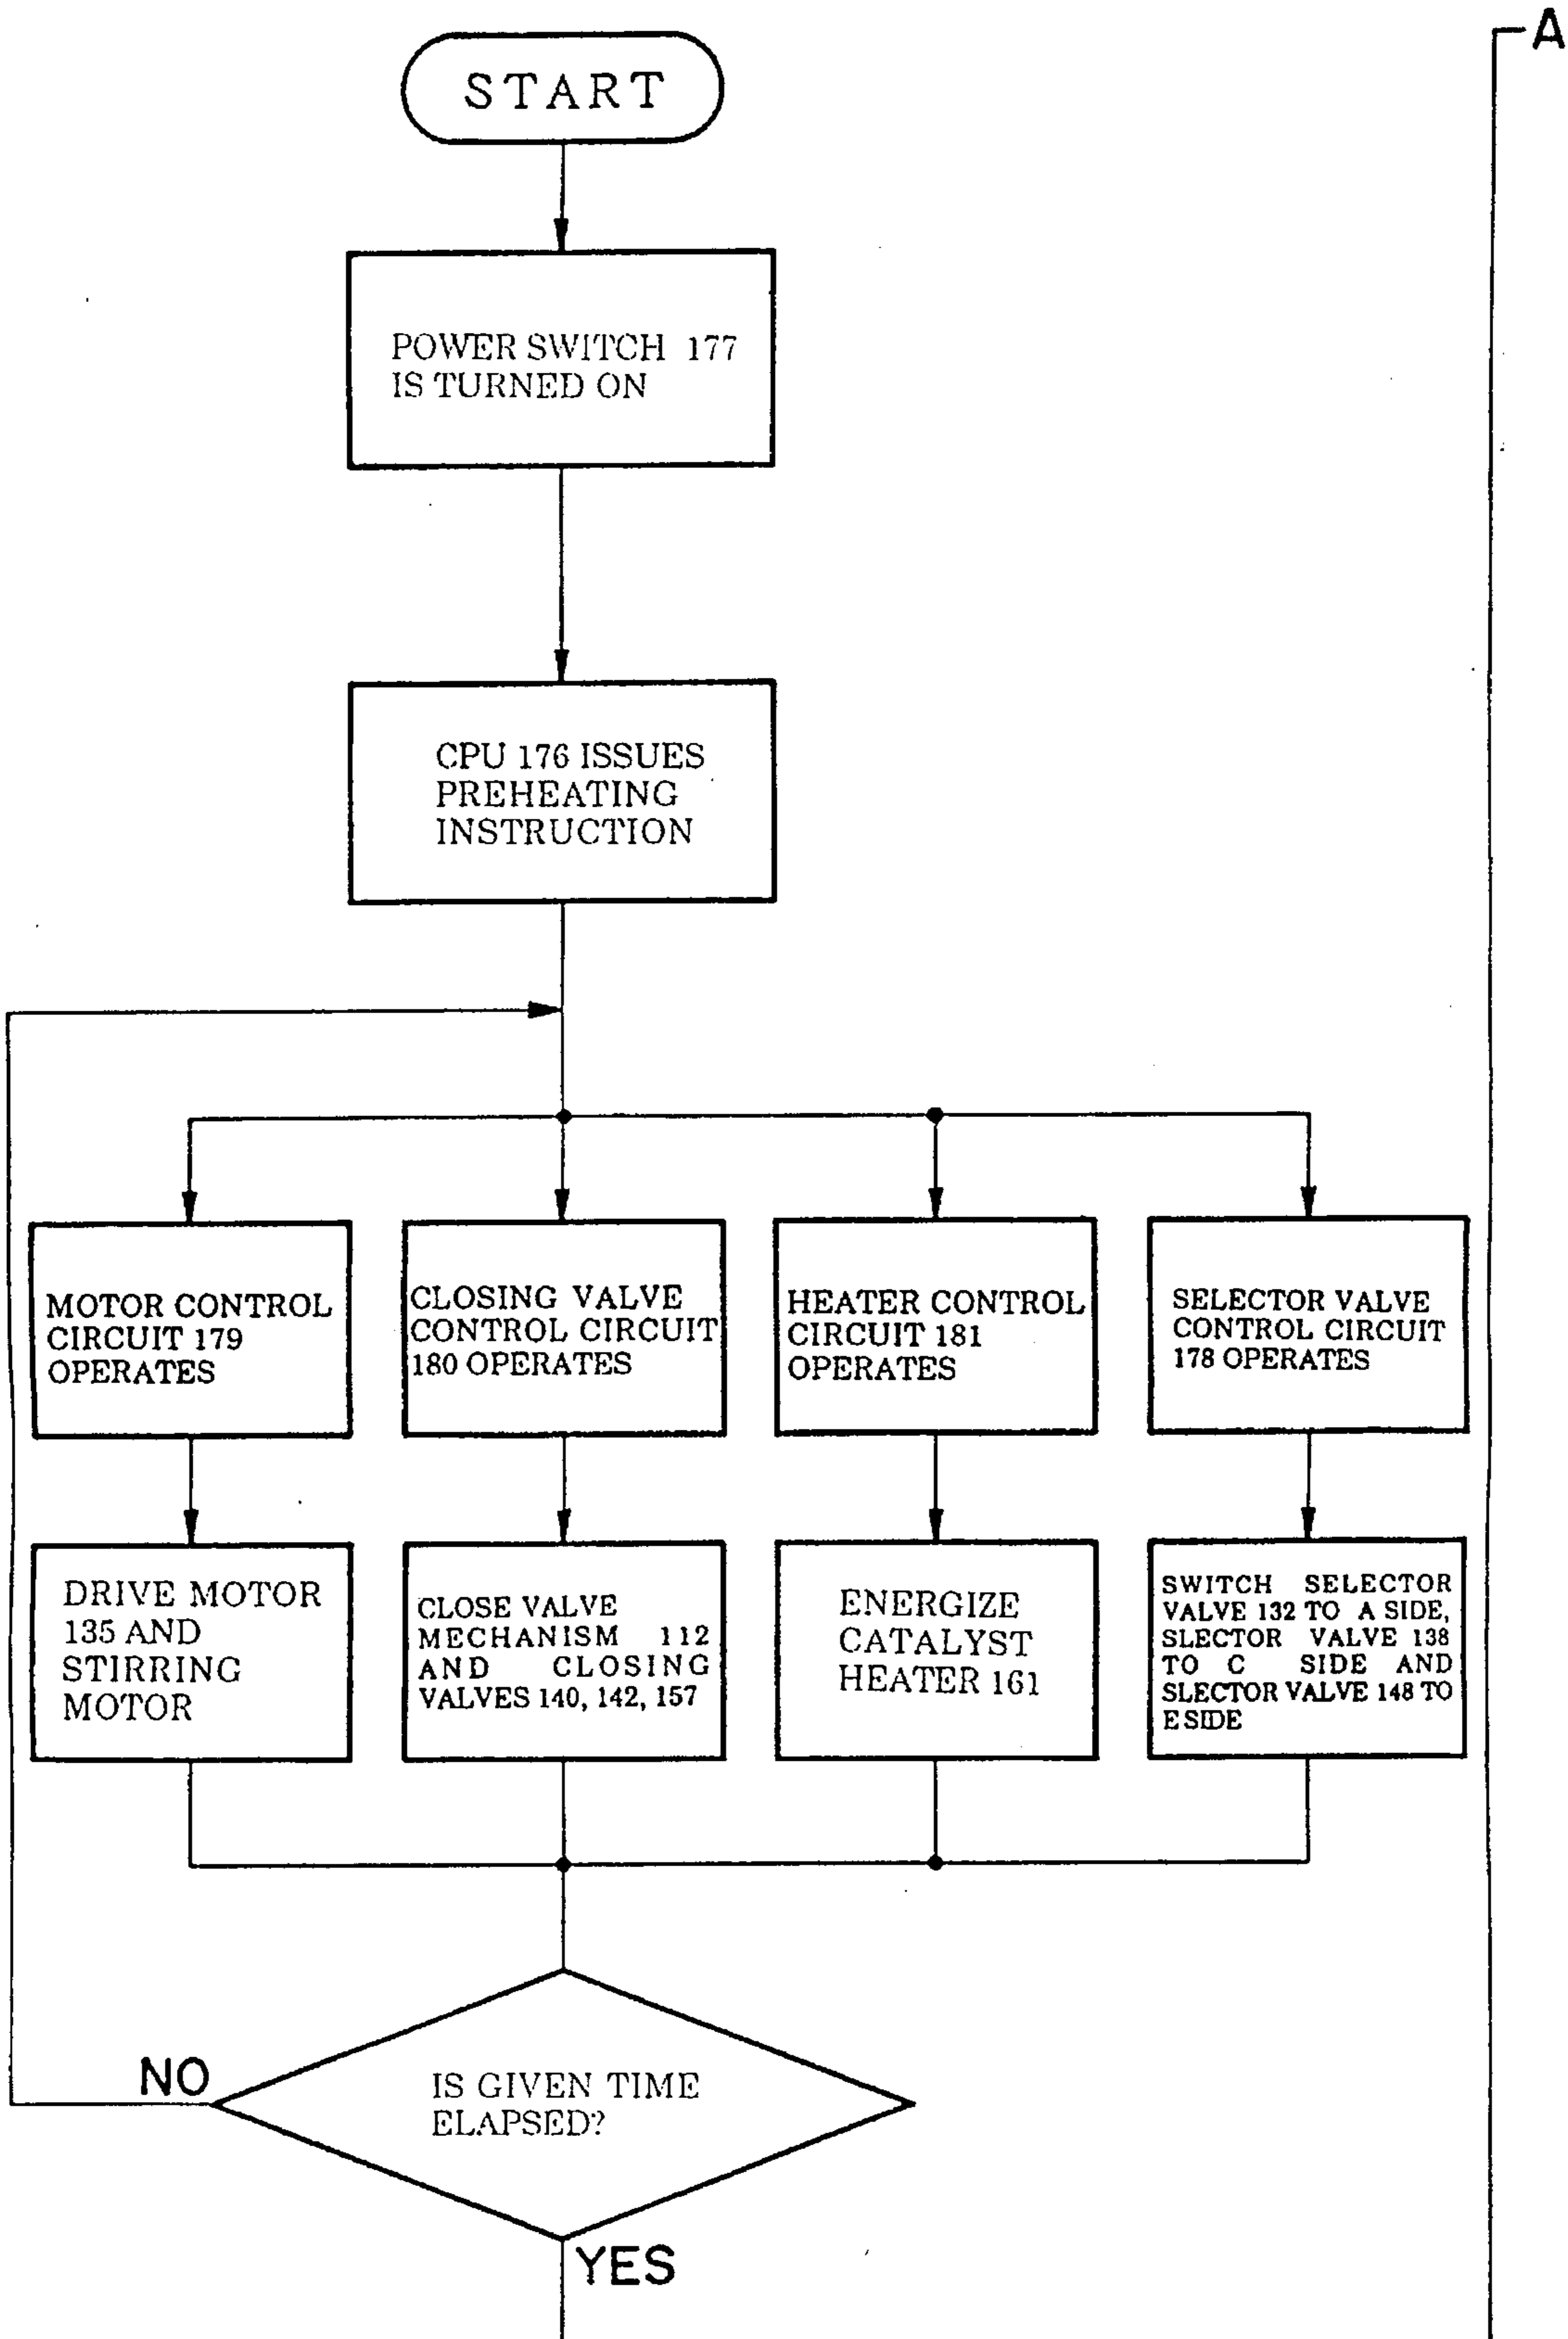 A
START
POWER SWITCH 177
IS TURNED ON
CPU 176 ISSUES
PREHEATING
INSTRUCTION
MOTOR CONTROL
CIRCUIT 179
OPERATES
CLOSING VALVE
CONTROL CIRCUIT
180 OPERATES
HEATER CONTROL
CIRCUIT 181
OPERATES
SELECTOR VALVE
CONTROL CIRCUIT
178 OPERATES
DRIVE MOTOR
135 AND
STIRRING
MOTOR
CLOSE VALVE
MECHANISM 112
AND CLOSING
VALVES 140, 142, 157
ENERGIZE
CATALYST
HEATER 161
SWITCH SELECTOR
VALVE 132 TO A SIDE,
SLECTOR VALVE 138
TO C SIDE AND
SLECTOR VALVE 148 TO
E SIDE
NO
IS GIVEN TIME
ELAPSED?
YES